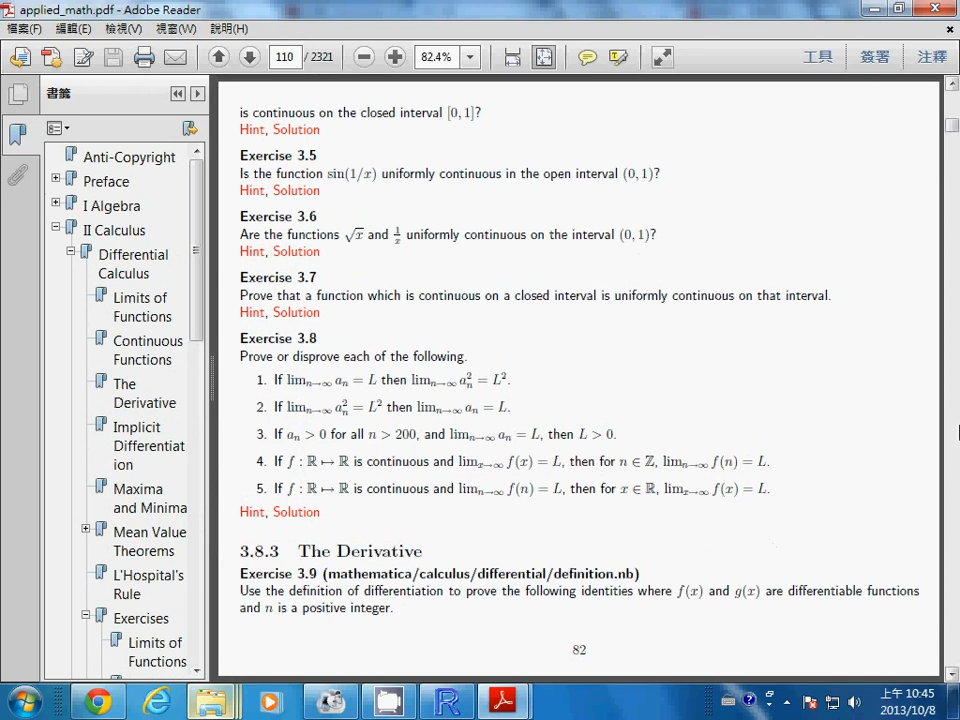 applied_math.pdf - Adobe Reader
檔案(F) 編輯(E) 檢視(V) 視窗(W) 說明(H)
110 / 2321 82.4% 工具 簽署 注釋
書籤
Anti-Copyright
Preface
I Algebra
II Calculus
Differential
Calculus
Limits of
Functions
Continuous
Functions
The
Derivative
Implicit
Differentiat
ion
Maxima
and Minima
Mean Value
Theorems
L'Hospital's
Rule
Exercises
Limits of
Functions
is continuous on the closed interval [0, 1]?
Hint, Solution
Exercise 3.5
Is the function sin(1/x) uniformly continuous in the open interval (0, 1)?
Hint, Solution
Exercise 3.6
Are the functions √x and 1/x uniformly continuous on the interval (0, 1)?
Hint, Solution
Exercise 3.7
Prove that a function which is continuous on a closed interval is uniformly continuous on that interval.
Hint, Solution
Exercise 3.8
Prove or disprove each of the following.
1. If lim_{n→∞} a_n = L then lim_{n→∞} a_n^2 = L^2.
2. If lim_{n→∞} a_n^2 = L^2 then lim_{n→∞} a_n = L.
3. If a_n > 0 for all n > 200, and lim_{n→∞} a_n = L, then L > 0.
4. If f : ℝ ↦ ℝ is continuous and lim_{x→∞} f(x) = L, then for n ∈ ℤ, lim_{n→∞} f(n) = L.
5. If f : ℝ ↦ ℝ is continuous and lim_{n→∞} f(n) = L, then for x ∈ ℝ, lim_{x→∞} f(x) = L.
Hint, Solution
3.8.3 The Derivative
Exercise 3.9 (mathematica/calculus/differential/definition.nb)
Use the definition of differentiation to prove the following identities where f(x) and g(x) are differentiable functions
and n is a positive integer.
82
上午 10:45
2013/10/8